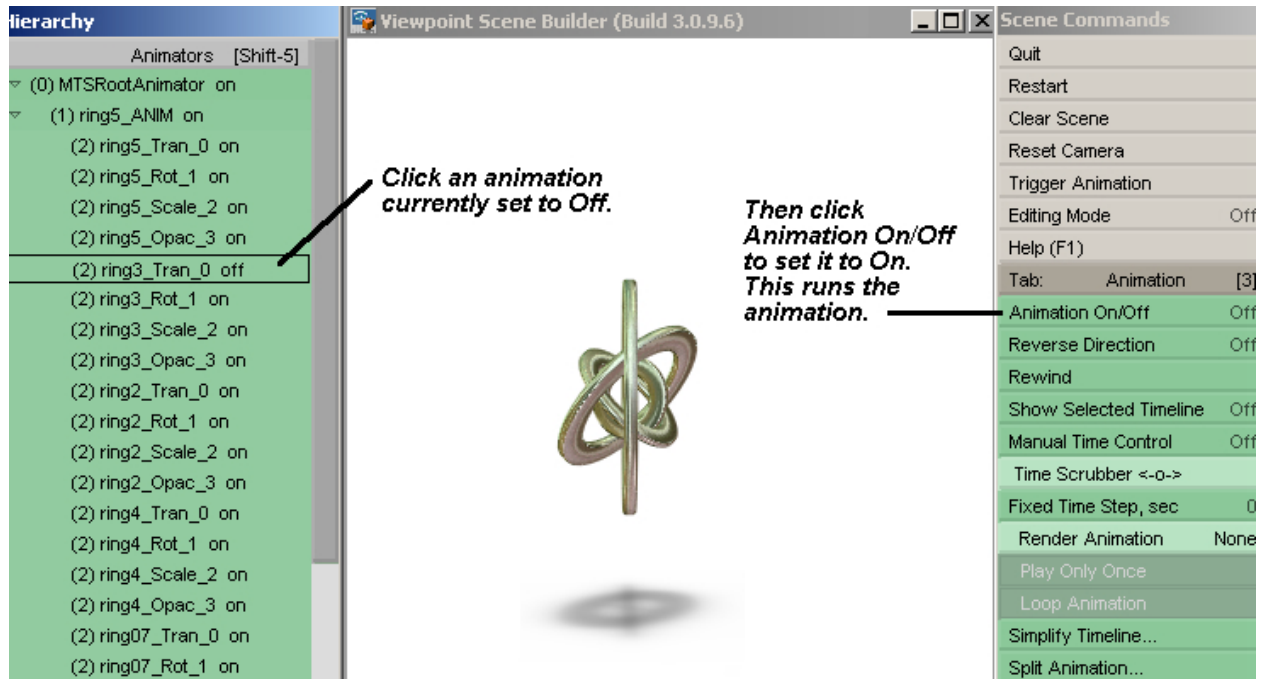 Hierarchy
Animators [Shift-5]
(0) MTSRootAnimator on
(1) ring5_ANIM on
(2) ring5_Tran_0 on
(2) ring5_Rot_1 on
(2) ring5_Scale_2 on
(2) ring5_Opac_3 on
(2) ring3_Tran_0 off
(2) ring3_Rot_1 on
(2) ring3_Scale_2 on
(2) ring3_Opac_3 on
(2) ring2_Tran_0 on
(2) ring2_Rot_1 on
(2) ring2_Scale_2 on
(2) ring2_Opac_3 on
(2) ring4_Tran_0 on
(2) ring4_Rot_1 on
(2) ring4_Scale_2 on
(2) ring4_Opac_3 on
(2) ring07_Tran_0 on
(2) ring07_Rot_1 on
Viewpoint Scene Builder (Build 3.0.9.6)
Click an animation
currently set to Off.
Then click
Animation On/Off
to set it to On.
This runs the
animation.
Scene Commands
Quit
Restart
Clear Scene
Reset Camera
Trigger Animation
Editing Mode Off
Help (F1)
Tab: Animation [3]
Animation On/Off Off
Reverse Direction Off
Rewind
Show Selected Timeline Off
Manual Time Control Off
Time Scrubber <-o->
Fixed Time Step, sec 0
Render Animation None
Play Only Once
Loop Animation
Simplify Timeline...
Split Animation...